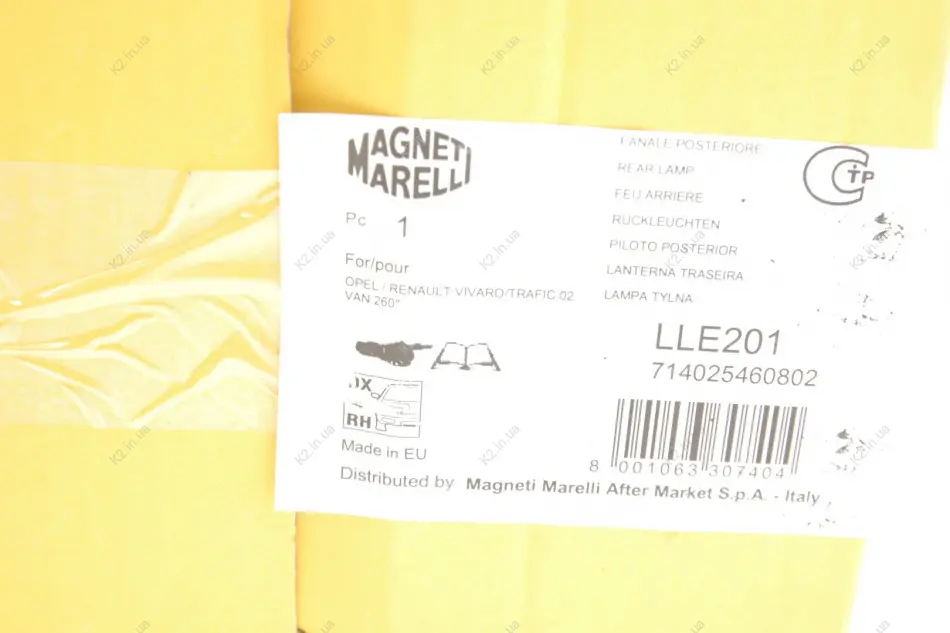 MAGNETI
MARELLI
Pc 1
For/pour
OPEL / RENAULT VIVARO/TRAFIC 02
VAN 260"
DX
RH
Made in EU
Distributed by Magneti Marelli After Market S.p.A. - Italy
FANALE POSTERIORE
REAR LAMP
FEU ARRIERE
RUCKLEUCHTEN
PILOTO POSTERIOR
LANTERNA TRASEIRA
LAMPA TYLNA
LLE201
714025460802
8 001063 307404
K2.in.ua